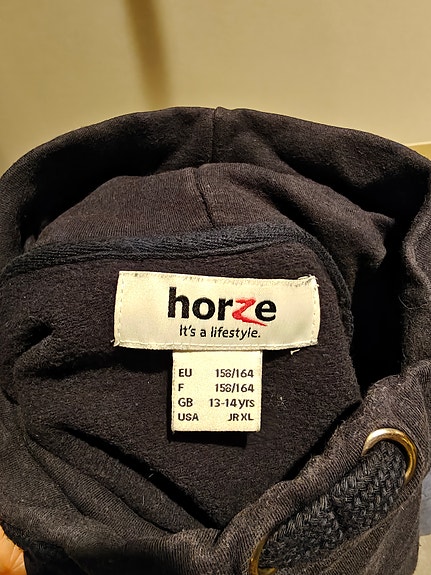 horze
It's a lifestyle.
EU 158/164
F 158/164
GB 13-14 yrs
USA JR XL